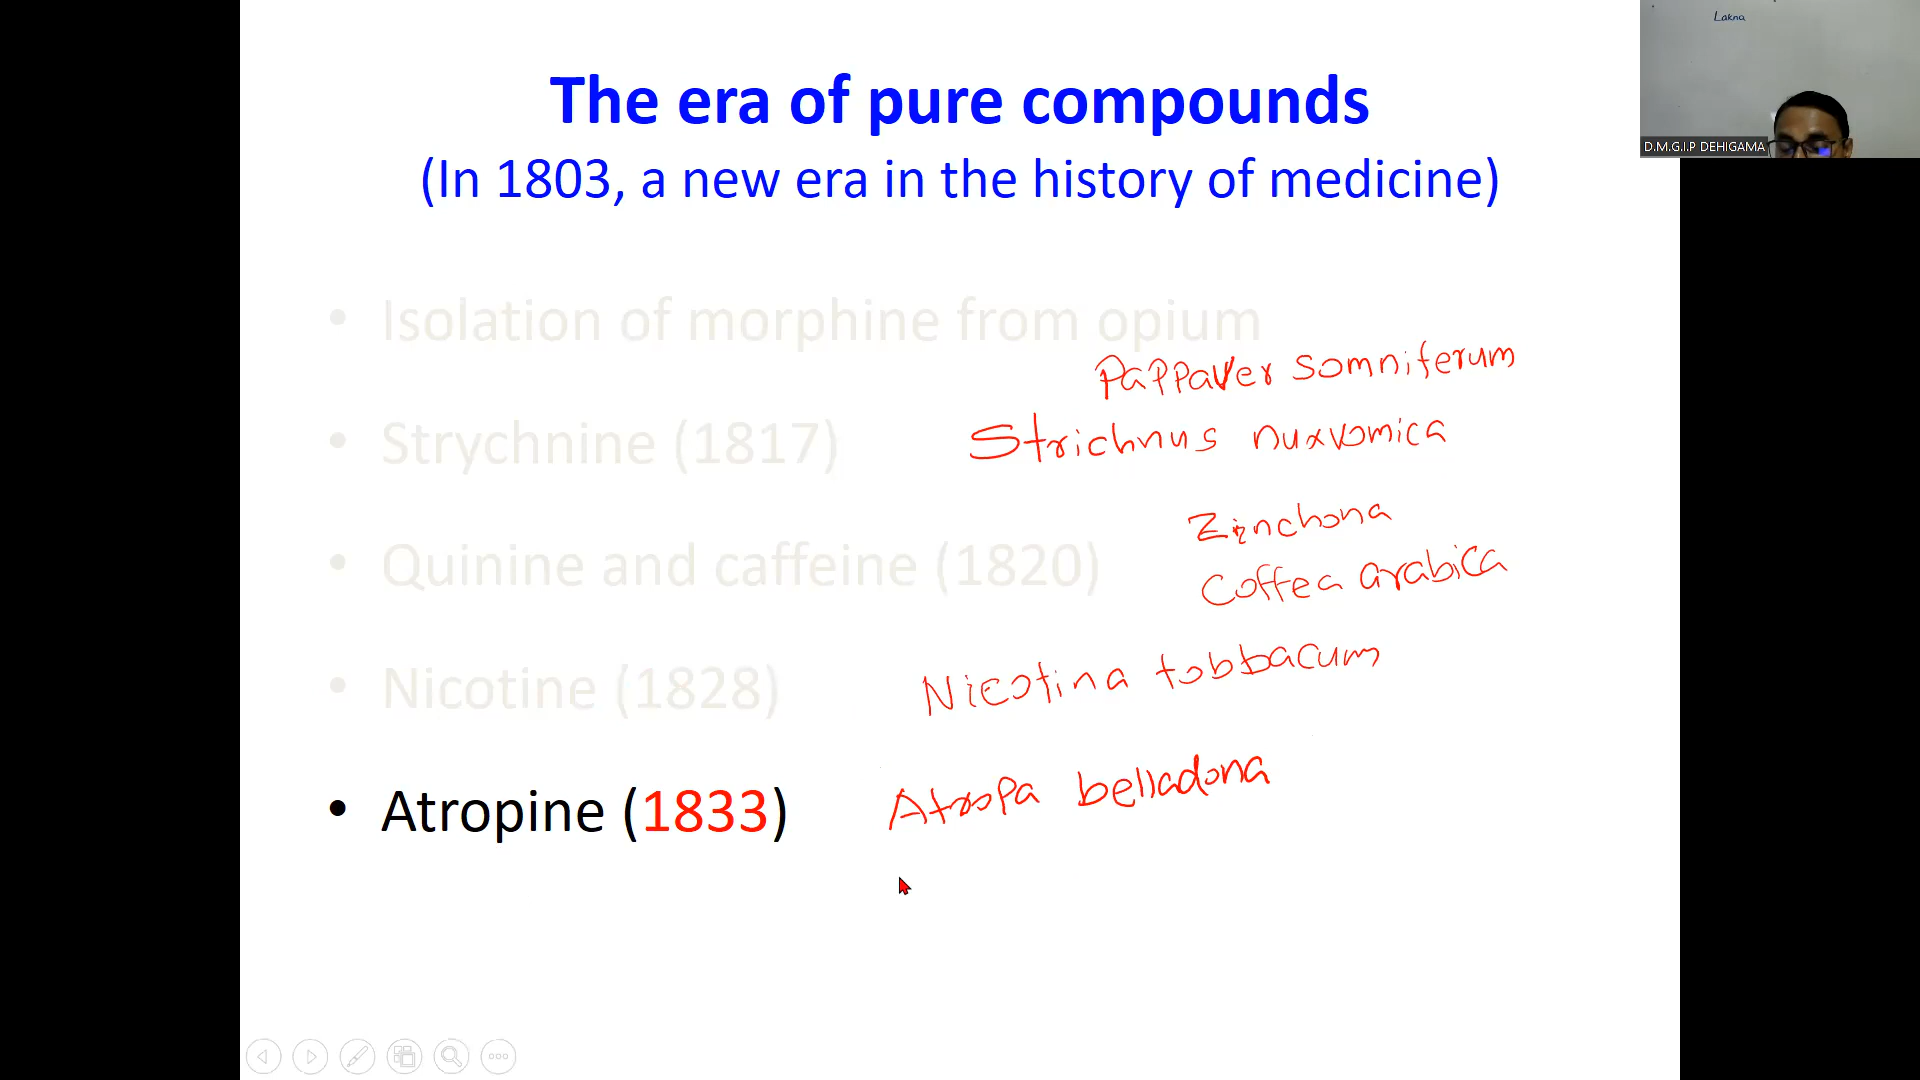 Lakna
D.M.G.I.P DEHIGAMA
The era of pure compounds
(In 1803, a new era in the history of medicine)
• Isolation of morphine from opium
Pappaver somniferum
• Strychnine (1817)
Strichnus nuxvomica
• Quinine and caffeine (1820)
Zinchona
Coffea arabica
• Nicotine (1828)
Nicotina tobbacum
• Atropine (1833)
Atropa belladona